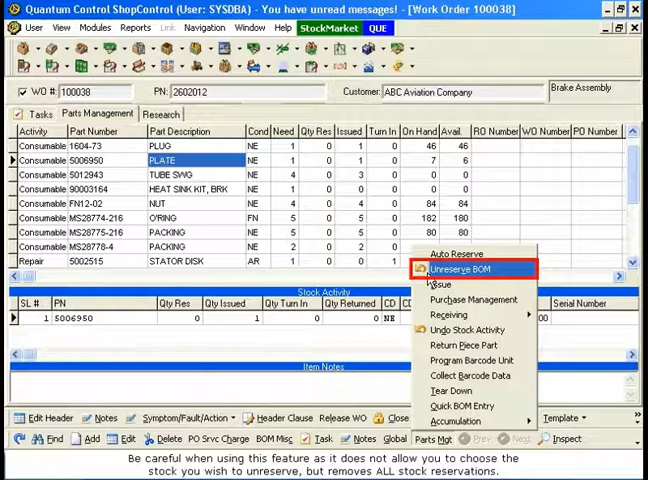 Quantum Control ShopControl (User: SYSDBA) - You have unread messages! - [Work Order 100038]
User View Modules Reports Link Navigation Window Help StockMarket QUE
WO #: 100038 PN: 2602012 Customer: ABC Aviation Company Brake Assembly
Tasks Parts Management Research
Activity Part Number Part Description Cond Need Qty Res Issued Turn In On Hand Avail. RO Number WO Number PO Number
Consumable 1604-73 PLUG NE 1 0 1 0 46 46
Consumable 5006950 PLATE NE 1 0 1 0 7 6
Consumable 5012943 TUBE SWG NE 4 0 3 0 0 0
Consumable 90003164 HEAT SINK KIT, BRK NE 1 0 0 0 0 0
Consumable FN12-02 NUT NE 4 0 4 0 84 84
Consumable MS28774-216 O'RING FN 5 0 5 0 182 180
Consumable MS28775-216 PACKING NE 5 0 5 0 80 80
Consumable MS28778-4 PACKING NE 2 0 2 0
Repair 5002515 STATOR DISK AR 1 0 0 1
Auto Reserve
Unreserve BOM
Issue
Purchase Management
Receiving
Undo Stock Activity
Return Piece Part
Program Barcode Unit
Collect Barcode Data
Tear Down
Quick BOM Entry
Accumulation
Stock Activity
SL # PN Qty Res Qty Issued Qty Turn In Qty Returned CD Serial Number
1 5006950 0 1 0 0 NE 00
Item Notes
Edit Header Notes Symptom/Fault/Action Header Clause Release WO Close Template
Find Add Edit Delete PO Srvc Charge BOM Misc Task Notes Global Parts Mgt Prev Next Inspect
Be careful when using this feature as it does not allow you to choose the
stock you wish to unreserve, but removes ALL stock reservations.